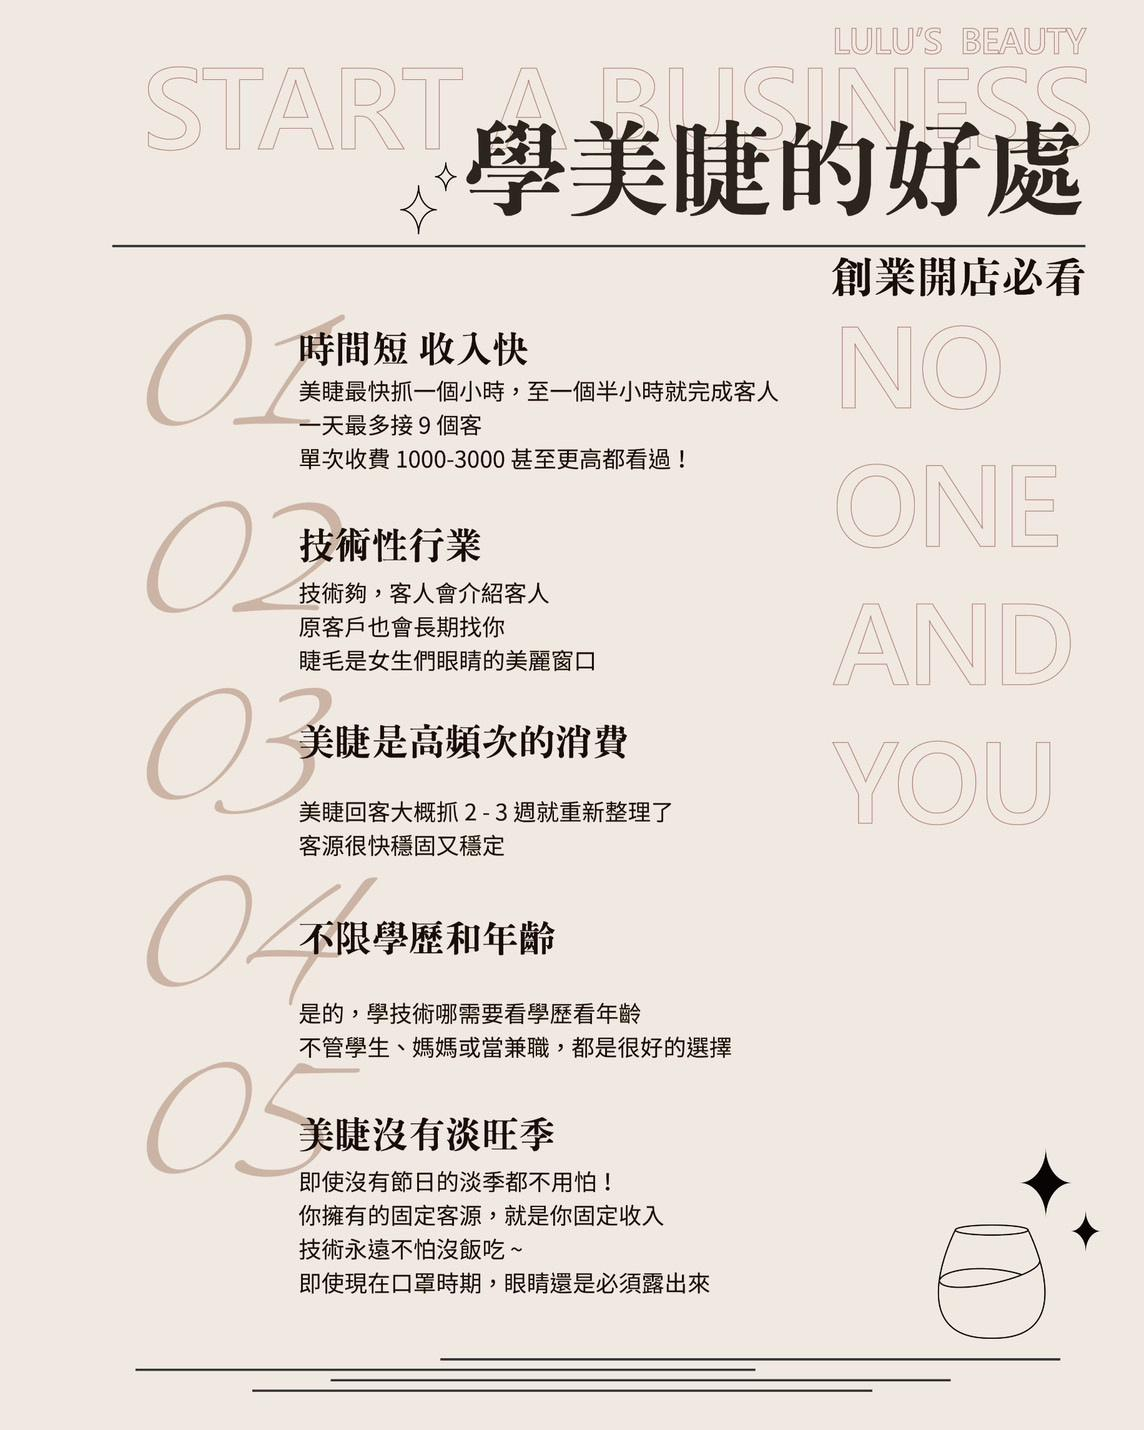 LULU'S BEAUTY
START A BUSINESS
學美睫的好處
創業開店必看
01
時間短 收入快
美睫最快抓一個小時，至一個半小時就完成客人
一天最多接 9 個客
單次收費 1000-3000 甚至更高都看過！
02
技術性行業
技術夠，客人會介紹客人
原客戶也會長期找你
睫毛是女生們眼睛的美麗窗口
03
美睫是高頻次的消費
美睫回客大概抓 2 - 3 週就重新整理了
客源很快穩固又穩定
04
不限學歷和年齡
是的，學技術哪需要看學歷看年齡
不管學生、媽媽或當兼職，都是很好的選擇
05
美睫沒有淡旺季
即使沒有節日的淡季都不用怕！
你擁有的固定客源，就是你固定收入
技術永遠不怕沒飯吃 ~
即使現在口罩時期，眼睛還是必須露出來
NO
ONE
AND
YOU